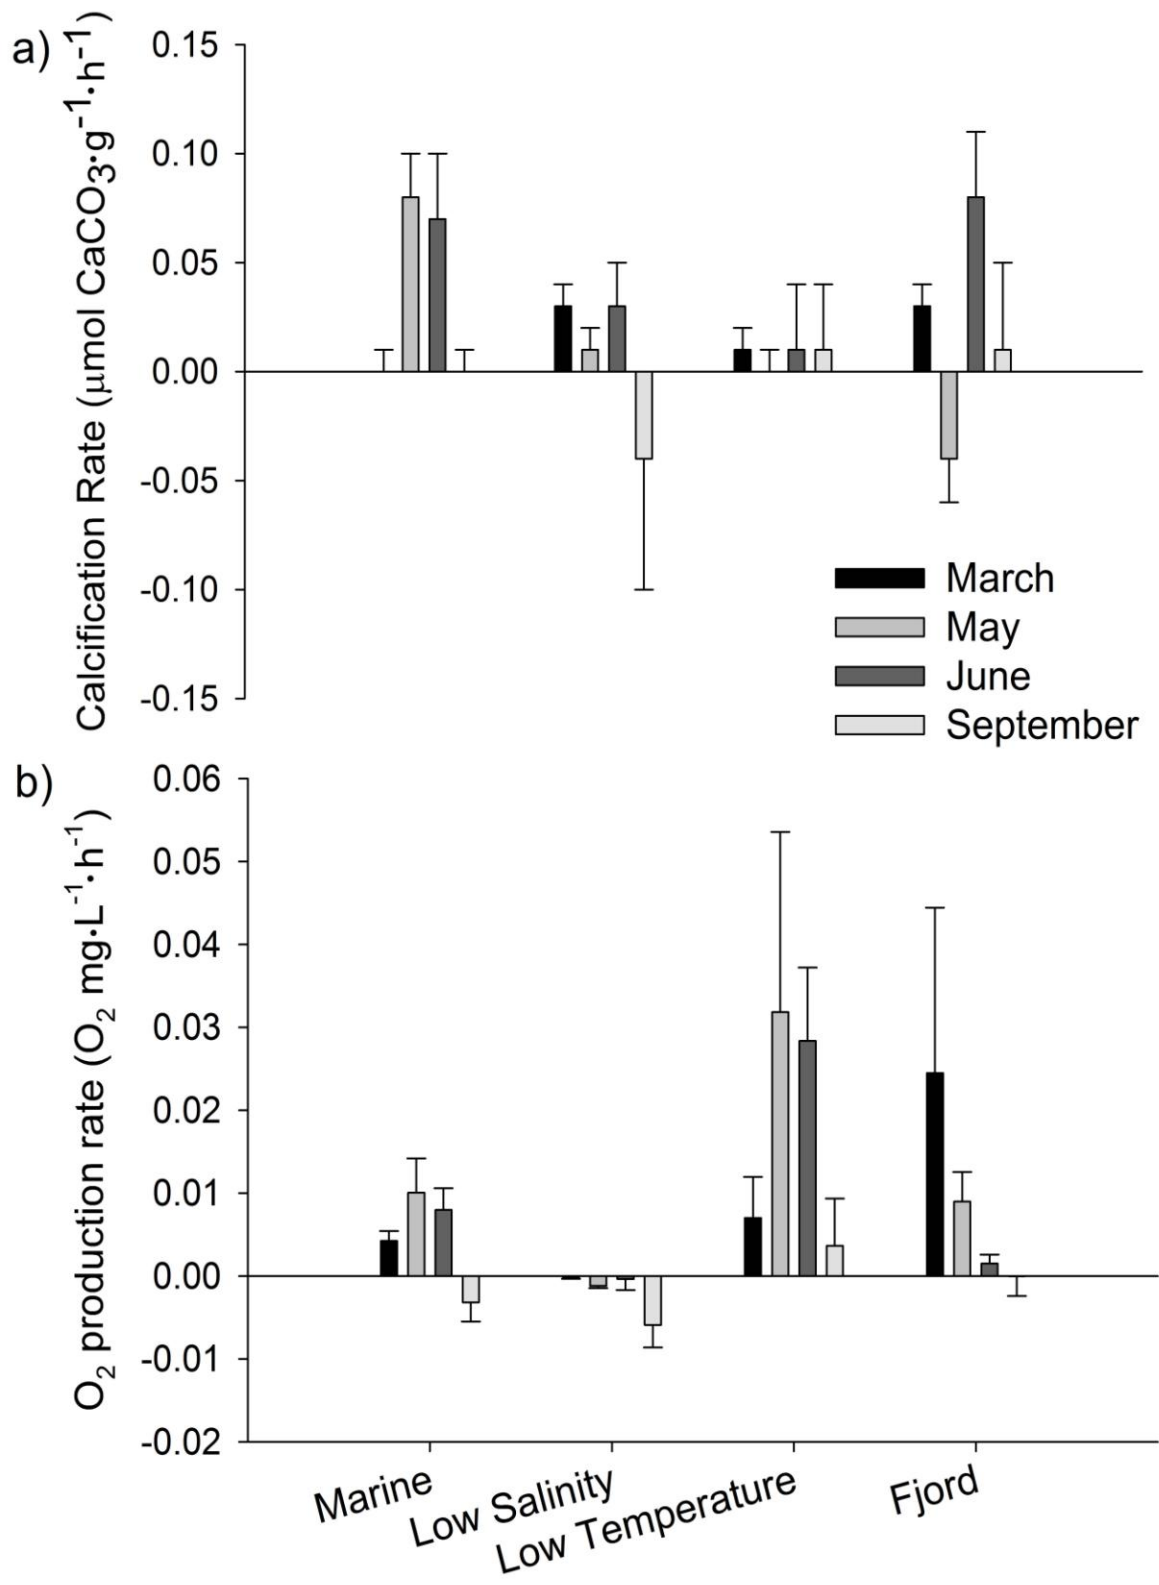 a)
Calcification Rate (μmol CaCO3·g⁻¹·h⁻¹)
0.15
0.10
0.05
0.00
-0.05
-0.10
-0.15
March
May
June
September
b)
O₂ production rate (O₂ mg·L⁻¹·h⁻¹)
0.06
0.05
0.04
0.03
0.02
0.01
0.00
-0.01
-0.02
Marine
Low Salinity
Low Temperature
Fjord